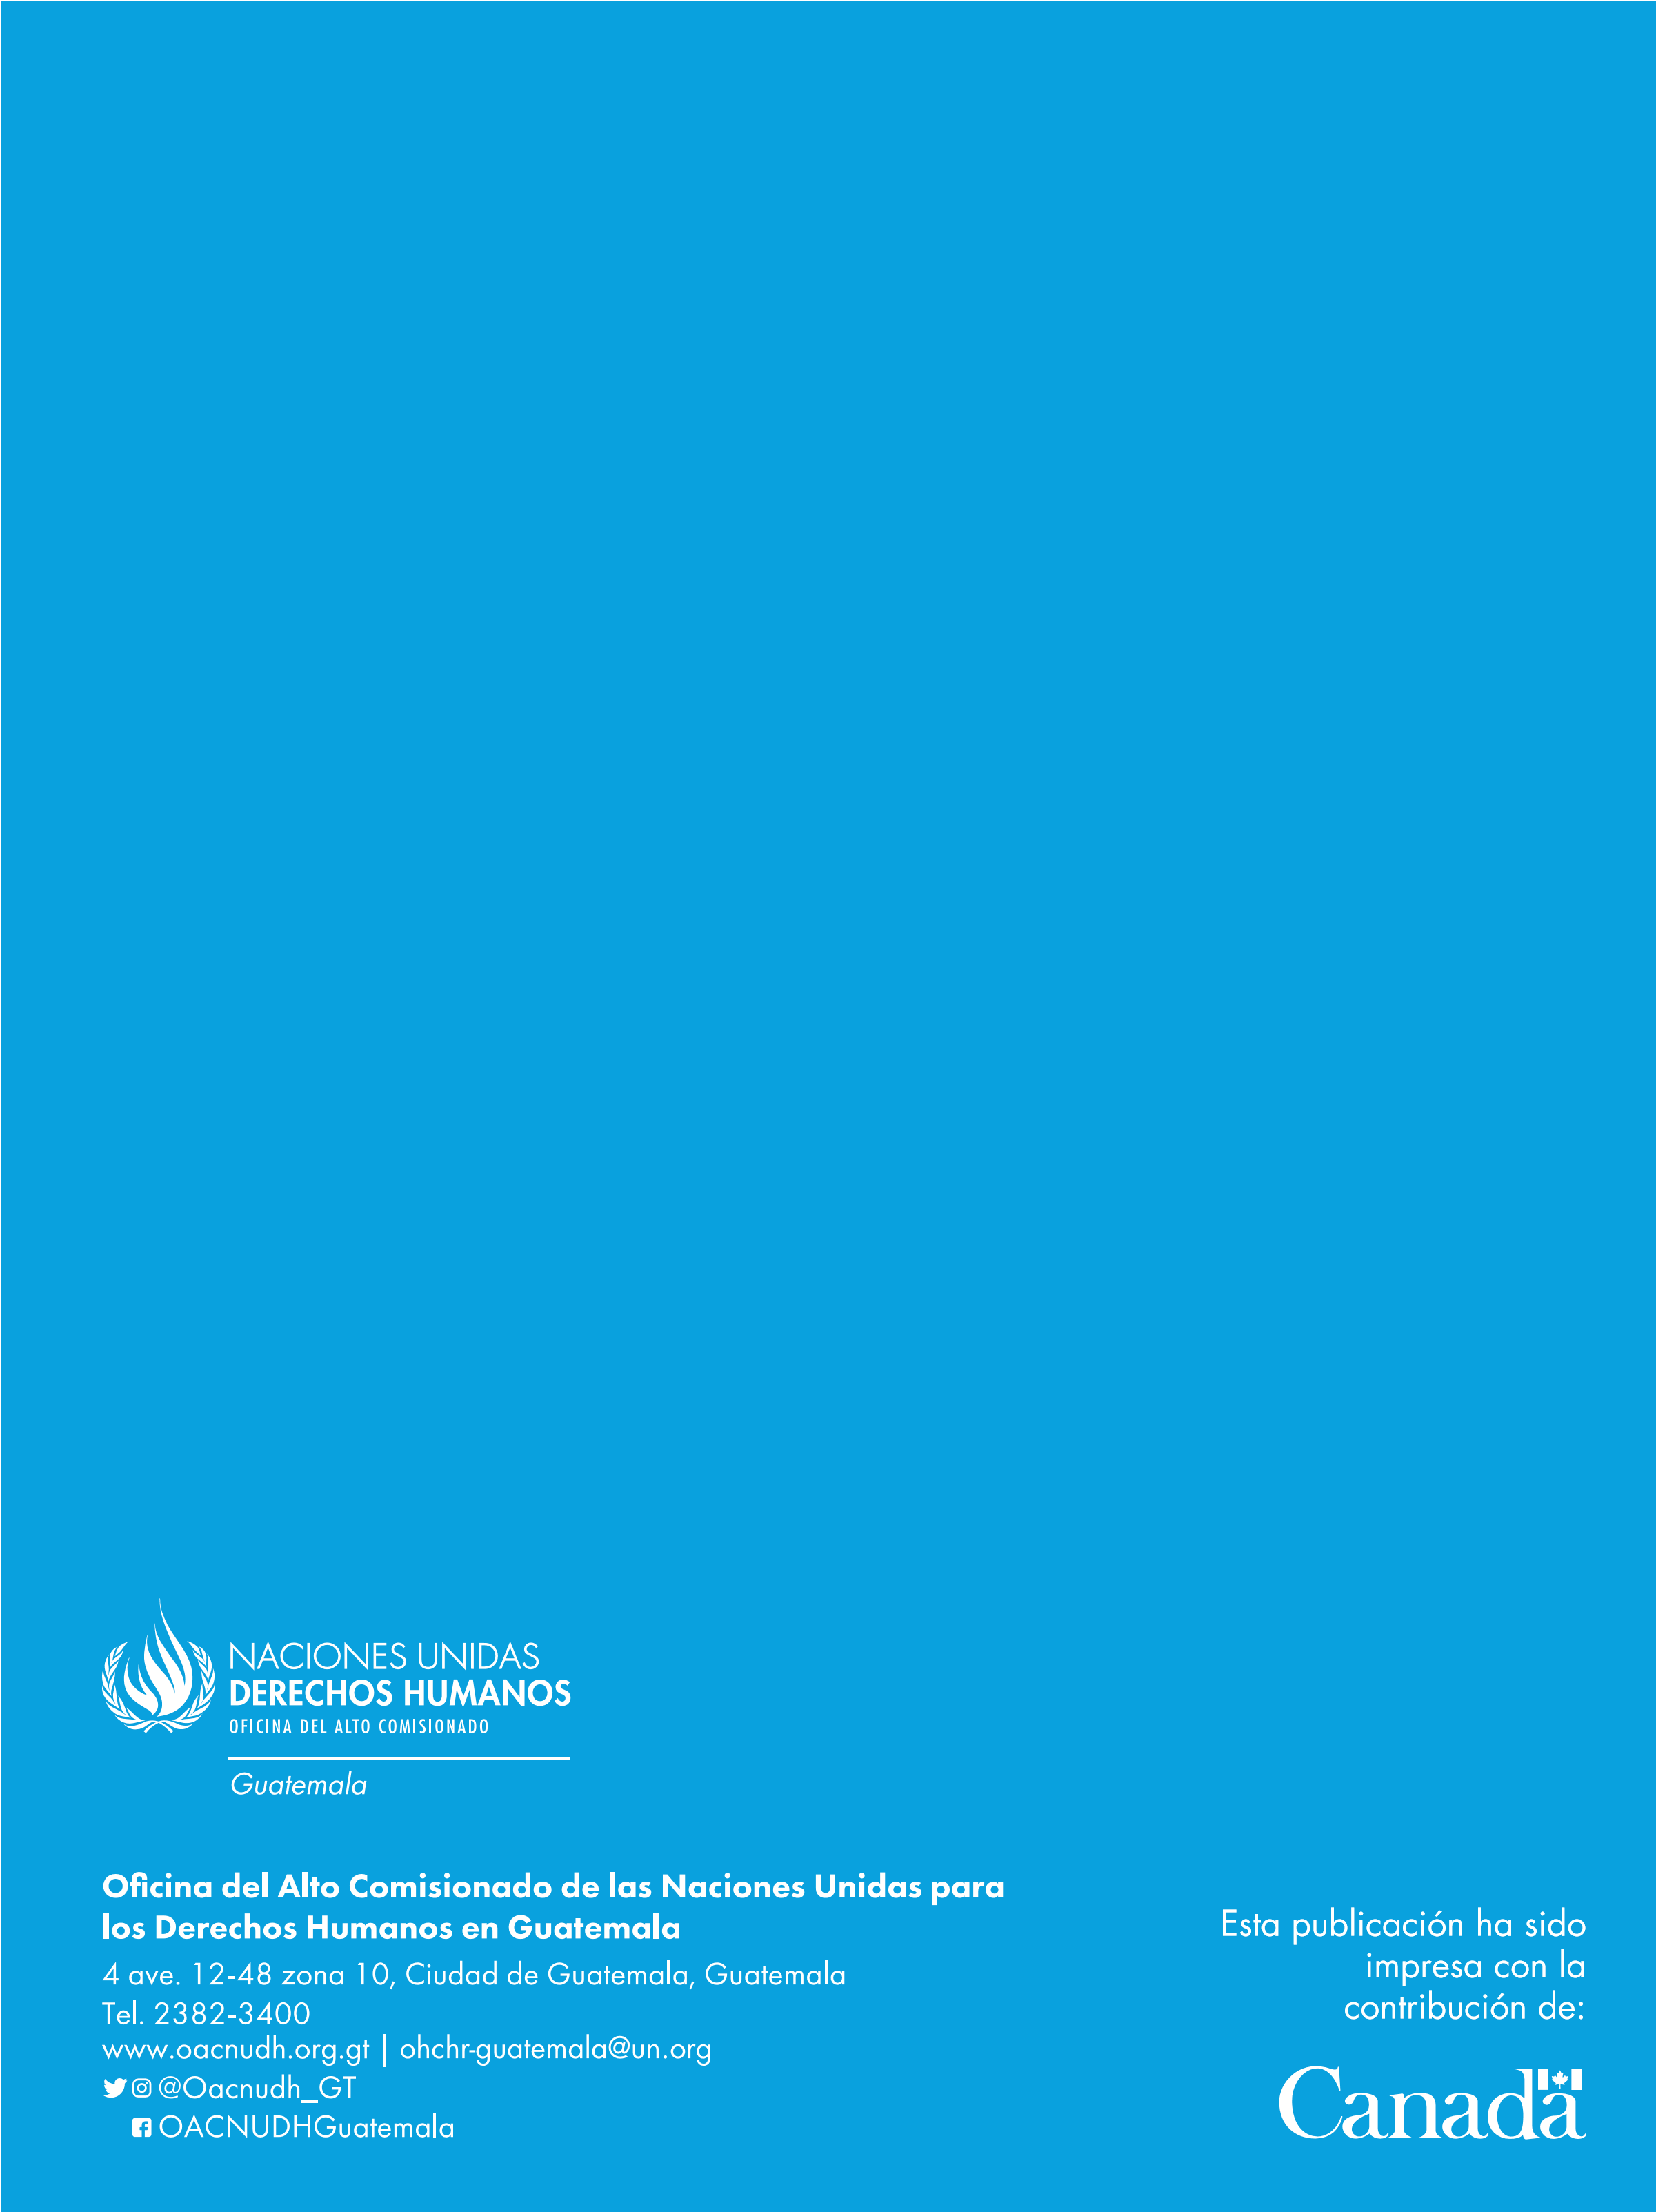 NACIONES UNIDAS
DERECHOS HUMANOS
OFICINA DEL ALTO COMISIONADO
Guatemala
Oficina del Alto Comisionado de las Naciones Unidas para
los Derechos Humanos en Guatemala
4 ave. 12-48 zona 10, Ciudad de Guatemala, Guatemala
Tel. 2382-3400
www.oacnudh.org.gt | ohchr-guatemala@un.org
@Oacnudh_GT
OACNUDHGuatemala
Esta publicación ha sido
impresa con la
contribución de:
Canada